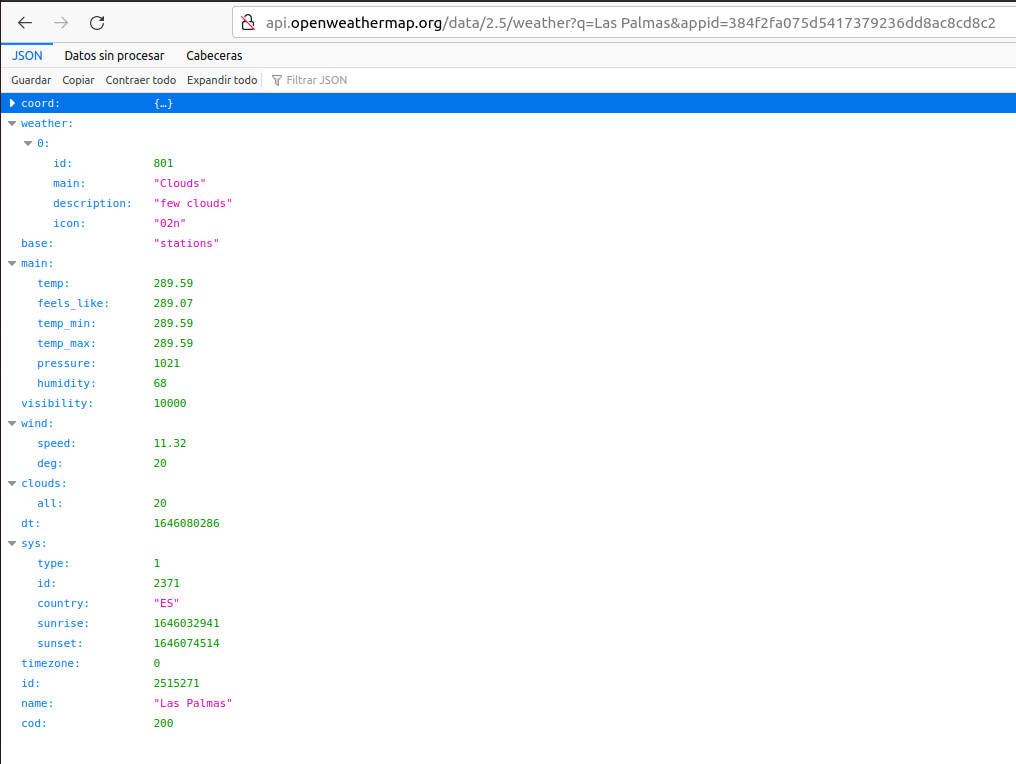 api.openweathermap.org/data/2.5/weather?q=Las Palmas&appid=384f2fa075d5417379236dd8ac8cd8c2
JSON Datos sin procesar Cabeceras
Guardar Copiar Contraer todo Expandir todo Filtrar JSON
coord: {…}
weather:
0:
id: 801
main: "Clouds"
description: "few clouds"
icon: "02n"
base: "stations"
main:
temp: 289.59
feels_like: 289.07
temp_min: 289.59
temp_max: 289.59
pressure: 1021
humidity: 68
visibility: 10000
wind:
speed: 11.32
deg: 20
clouds:
all: 20
dt: 1646080286
sys:
type: 1
id: 2371
country: "ES"
sunrise: 1646032941
sunset: 1646074514
timezone: 0
id: 2515271
name: "Las Palmas"
cod: 200